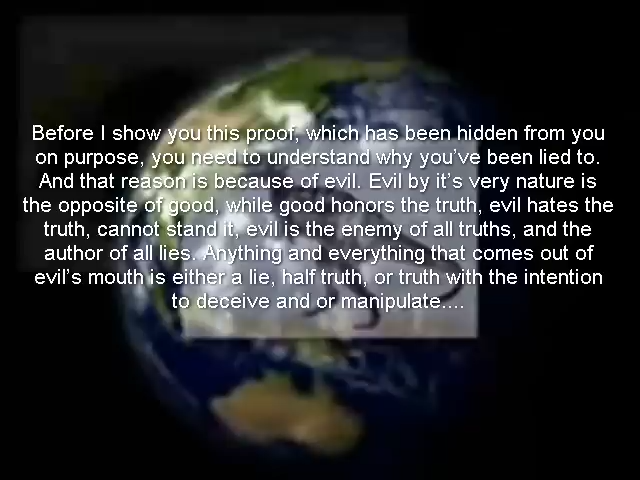 Before I show you this proof, which has been hidden from you
on purpose, you need to understand why you've been lied to.
And that reason is because of evil. Evil by it's very nature is
the opposite of good, while good honors the truth, evil hates the
truth, cannot stand it, evil is the enemy of all truths, and the
author of all lies. Anything and everything that comes out of
evil's mouth is either a lie, half truth, or truth with the intention
to deceive and or manipulate....